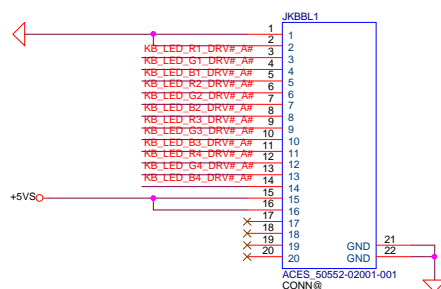 JKBBL1
1 1
2 2
KB_LED_R1_DRV#_A# 3 3
KB_LED_G1_DRV#_A# 4 4
KB_LED_B1_DRV#_A# 5 5
KB_LED_R2_DRV#_A# 6 6
KB_LED_G2_DRV#_A# 7 7
KB_LED_B2_DRV#_A# 8 8
KB_LED_R3_DRV#_A# 9 9
KB_LED_G3_DRV#_A# 10 10
KB_LED_B3_DRV#_A# 11 11
KB_LED_R4_DRV#_A# 12 12
KB_LED_G4_DRV#_A# 13 13
KB_LED_B4_DRV#_A# 14 14
+5VS 15 15
16 16
17 17
18 18
19 19 GND 21
20 20 GND 22
ACES_50552-02001-001
CONN@